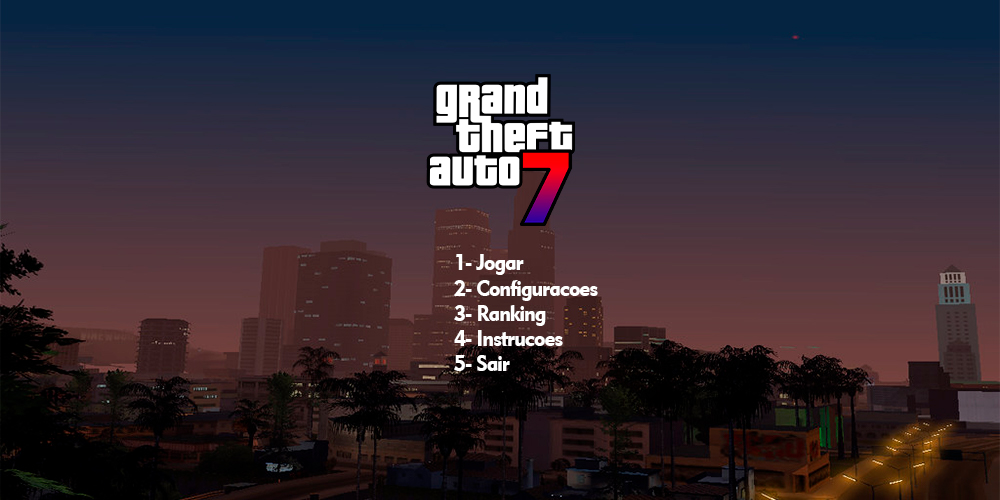 grand
theft
auto 7
1- Jogar
2- Configuracoes
3- Ranking
4- Instrucoes
5- Sair